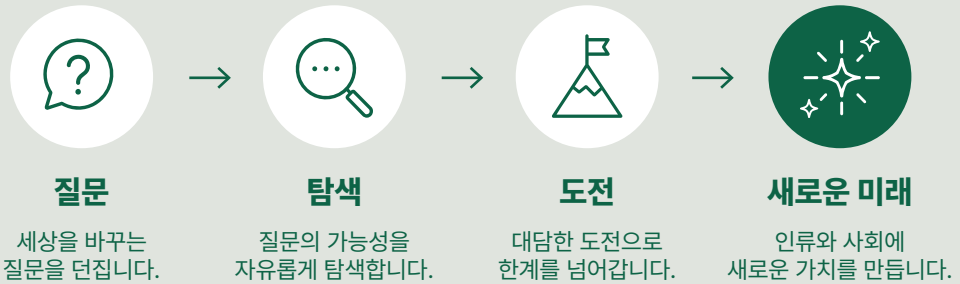 질문
세상을 바꾸는
질문을 던집니다.
탐색
질문의 가능성을
자유롭게 탐색합니다.
도전
대담한 도전으로
한계를 넘어갑니다.
새로운 미래
인류와 사회에
새로운 가치를 만듭니다.